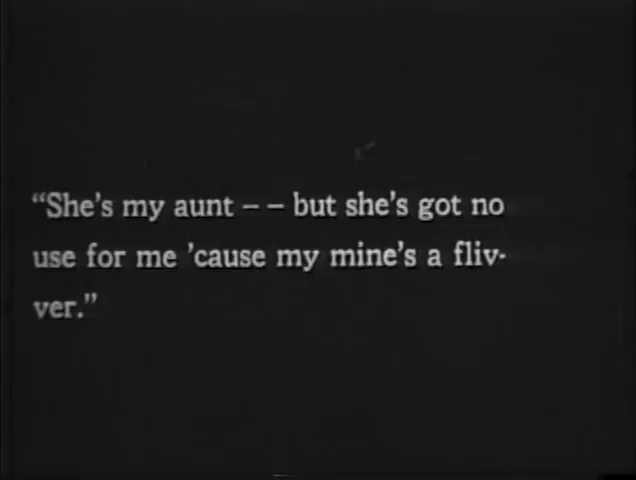 “She's my aunt -- but she's got no
use for me 'cause my mine's a fliv-
ver.”